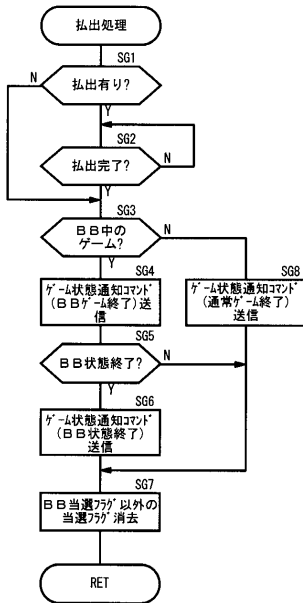 払出処理
SG1
N
払出有り?
Y
SG2
払出完了?
N
Y
SG3
BB中の
ゲーム?
N
Y
SG4
ゲーム状態通知コマンド
(BBゲーム終了)送
信
SG8
ゲーム状態通知コマンド
(通常ゲーム終了)
送信
SG5
BB状態終了?
N
Y
SG6
ゲーム状態通知コマンド
(BB状態終了)
送信
SG7
BB当選フラグ以外の
当選フラグ消去
RET